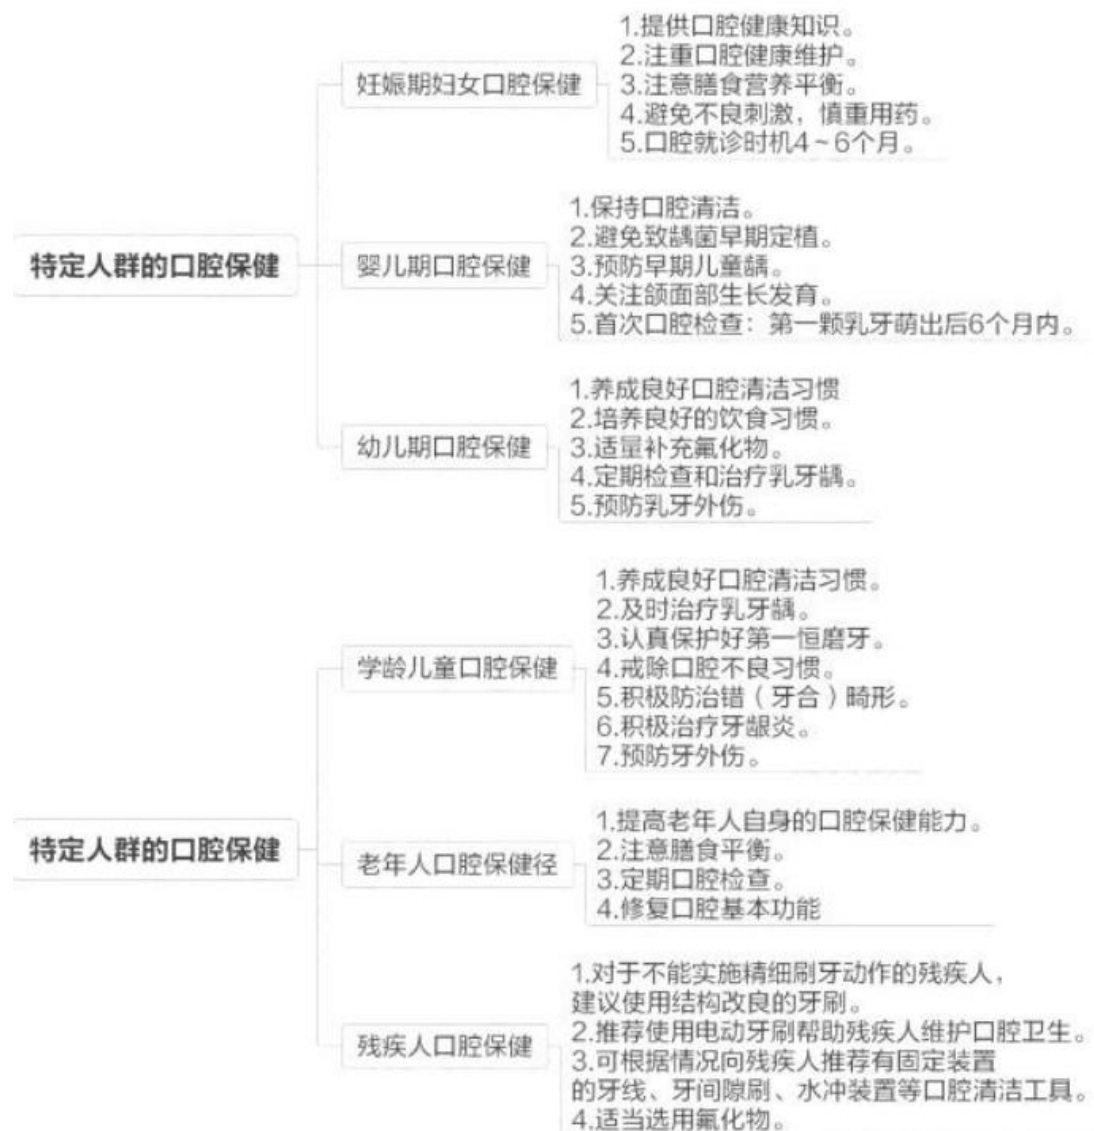 特定人群的口腔保健
妊娠期妇女口腔保健
1.提供口腔健康知识。
2.注重口腔健康维护。
3.注意膳食营养平衡。
4.避免不良刺激，慎重用药。
5.口腔就诊时机4~6个月。
婴儿期口腔保健
1.保持口腔清洁。
2.避免致龋菌早期定植。
3.预防早期儿童龋。
4.关注颌面部生长发育。
5.首次口腔检查：第一颗乳牙萌出后6个月内。
幼儿期口腔保健
1.养成良好口腔清洁习惯
2.培养良好的饮食习惯。
3.适量补充氟化物。
4.定期检查和治疗乳牙龋。
5.预防乳牙外伤。
特定人群的口腔保健
学龄儿童口腔保健
1.养成良好口腔清洁习惯。
2.及时治疗乳牙龋。
3.认真保护好第一恒磨牙。
4.戒除口腔不良习惯。
5.积极防治错（牙合）畸形。
6.积极治疗牙龈炎。
7.预防牙外伤。
老年人口腔保健径
1.提高老年人自身的口腔保健能力。
2.注意膳食平衡。
3.定期口腔检查。
4.修复口腔基本功能
残疾人口腔保健
1.对于不能实施精细刷牙动作的残疾人，
建议使用结构改良的牙刷。
2.推荐使用电动牙刷帮助残疾人维护口腔卫生。
3.可根据情况向残疾人推荐有固定装置
的牙线、牙间隙刷、水冲装置等口腔清洁工具。
4.适当选用氟化物。